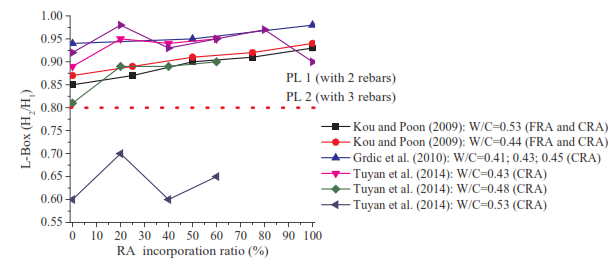 1.00
0.95
0.90
0.85
0.80
0.75
0.70
0.65
0.60
0.55
L-Box (H₂/H₁)
PL 1 (with 2 rebars)
PL 2 (with 3 rebars)
Kou and Poon (2009): W/C=0.53 (FRA and CRA)
Kou and Poon (2009): W/C=0.44 (FRA and CRA)
Grdic et al. (2010): W/C=0.41; 0.43; 0.45 (CRA)
Tuyan et al. (2014): W/C=0.43 (CRA)
Tuyan et al. (2014): W/C=0.48 (CRA)
Tuyan et al. (2014): W/C=0.53 (CRA)
0 10 20 30 40 50 60 70 80 90 100
RA incorporation ratio (%)